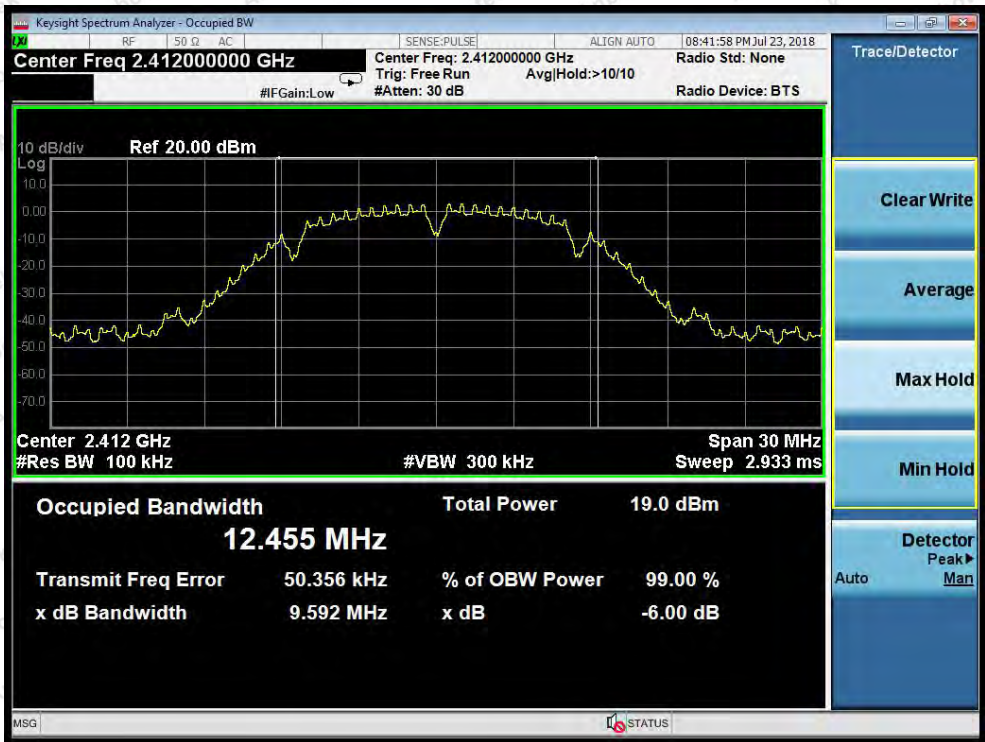 Keysight Spectrum Analyzer - Occupied BW
LXI RF 50 Ω AC SENSE:PULSE ALIGN AUTO 08:41:58 PM Jul 23, 2018
Center Freq 2.412000000 GHz Center Freq: 2.412000000 GHz Radio Std: None
Trig: Free Run Avg|Hold:>10/10
#IFGain:Low #Atten: 30 dB Radio Device: BTS
10 dB/div Ref 20.00 dBm
Log
10.0
0.00
-10.0
-20.0
-30.0
-40.0
-50.0
-60.0
-70.0
Center 2.412 GHz Span 30 MHz
#Res BW 100 kHz #VBW 300 kHz Sweep 2.933 ms
Occupied Bandwidth Total Power 19.0 dBm
12.455 MHz
Transmit Freq Error 50.356 kHz % of OBW Power 99.00 %
x dB Bandwidth 9.592 MHz x dB -6.00 dB
Trace/Detector
Clear Write
Average
Max Hold
Min Hold
Detector
Peak
Auto Man
MSG STATUS